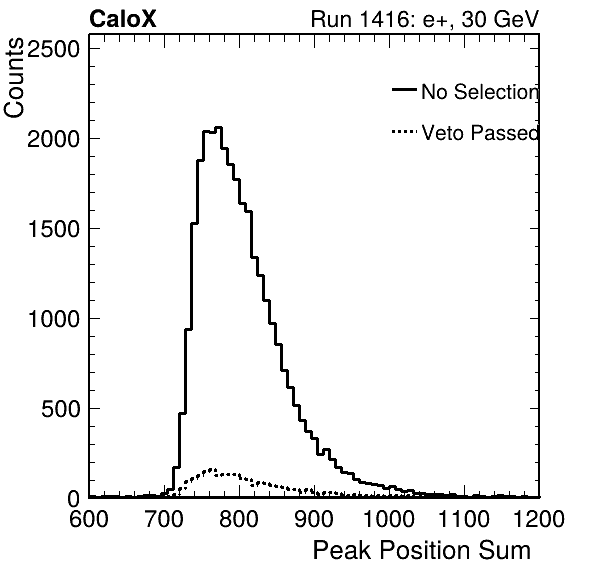 CaloX Run 1416: e+, 30 GeV
Counts
2500
No Selection
Veto Passed
2000
1500
1000
500
0
600 700 800 900 1000 1100 1200
Peak Position Sum